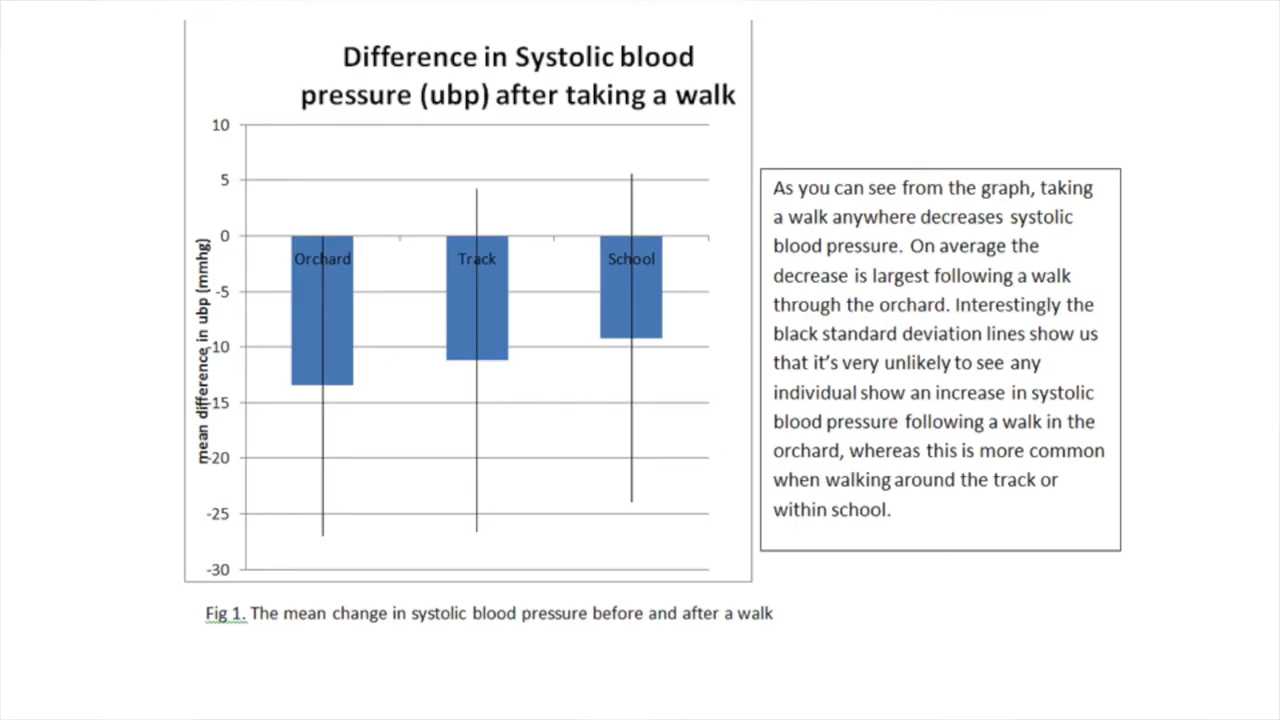 Difference in Systolic blood
pressure (ubp) after taking a walk
10
5
0
-5
-10
-15
-20
-25
-30
mean difference in ubp (mmhg)
Orchard
Track
School
As you can see from the graph, taking
a walk anywhere decreases systolic
blood pressure. On average the
decrease is largest following a walk
through the orchard. Interestingly the
black standard deviation lines show us
that it's very unlikely to see any
individual show an increase in systolic
blood pressure following a walk in the
orchard, whereas this is more common
when walking around the track or
within school.
Fig 1. The mean change in systolic blood pressure before and after a walk